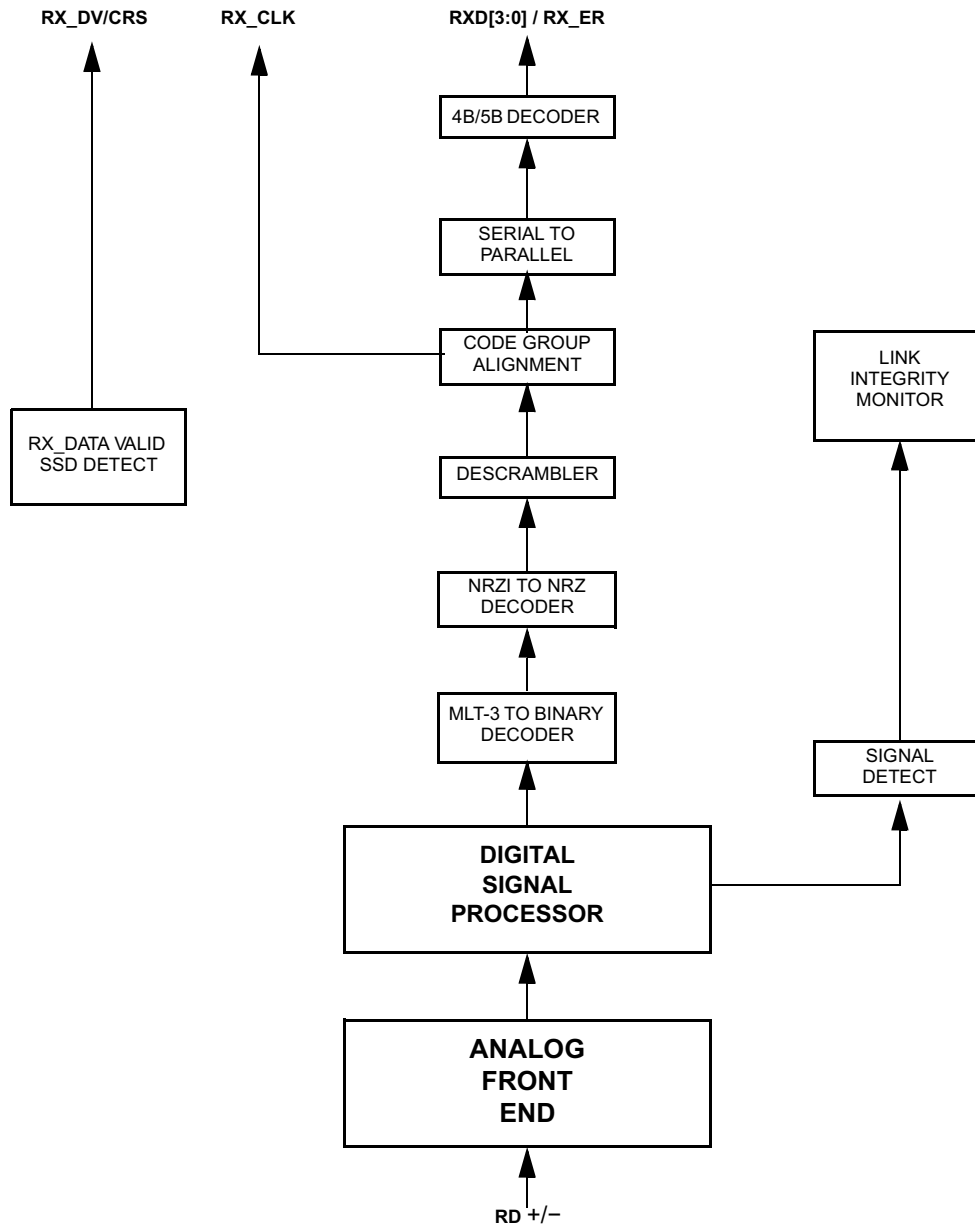 RX_DV/CRS
RX_CLK
RXD[3:0] / RX_ER
4B/5B DECODER
SERIAL TO
PARALLEL
CODE GROUP
ALIGNMENT
LINK
INTEGRITY
MONITOR
RX_DATA VALID
SSD DETECT
DESCRAMBLER
NRZI TO NRZ
DECODER
MLT-3 TO BINARY
DECODER
SIGNAL
DETECT
DIGITAL
SIGNAL
PROCESSOR
ANALOG
FRONT
END
RD +/−